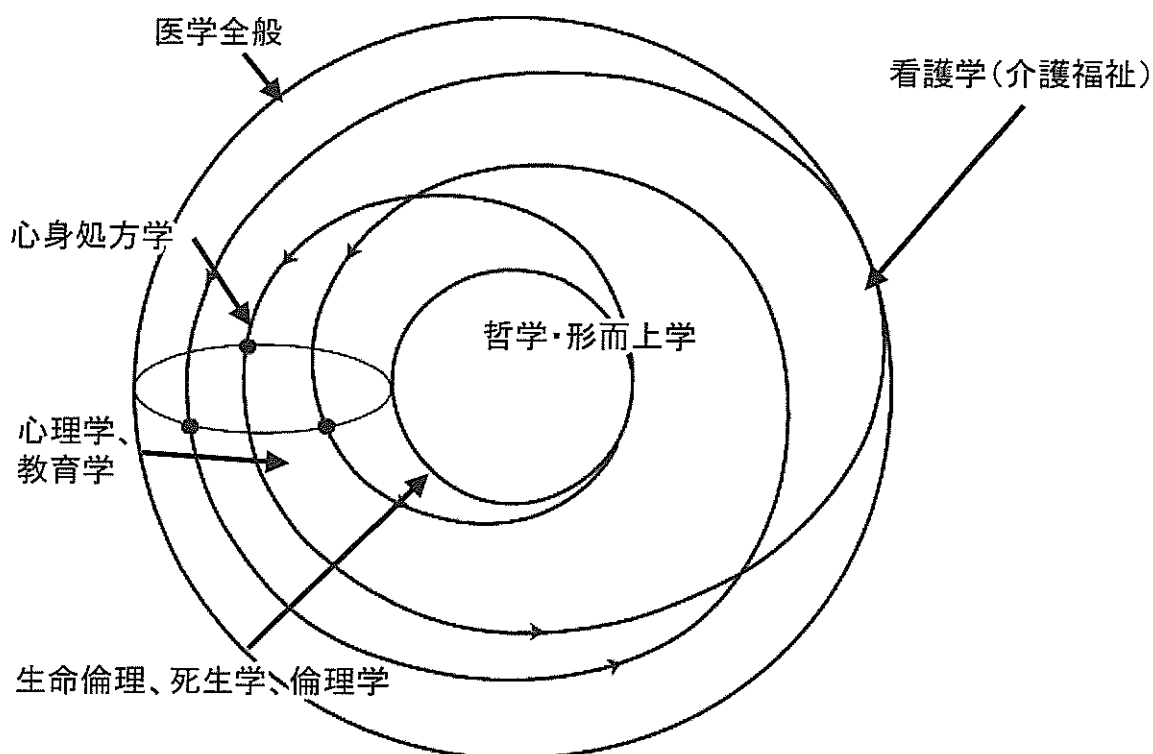 医学全般
看護学(介護福祉)
心身処方学
哲学・形而上学
心理学、
教育学
生命倫理、死生学、倫理学